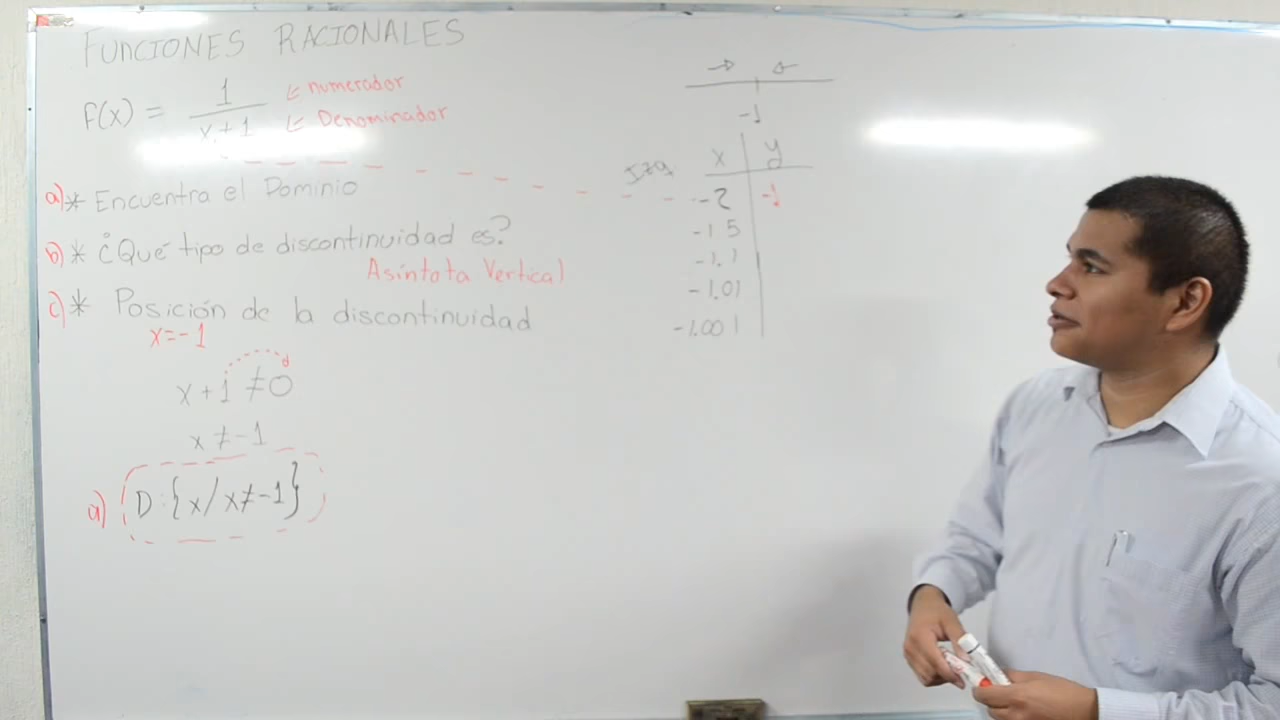 FUNCIONES RACIONALES
f(x) = 1 / x + 1
← numerador
← Denominador
a) * Encuentra el Dominio
b) * ¿Qué tipo de discontinuidad es?
Asíntota Vertical
c) * Posición de la discontinuidad
x=-1
x + 1 ≠ 0
x ≠ -1
a) D:{x/x≠-1}
→ ←
-1
Izq. x y
-2 -1
-1.5
-1.1
-1.01
-1.001